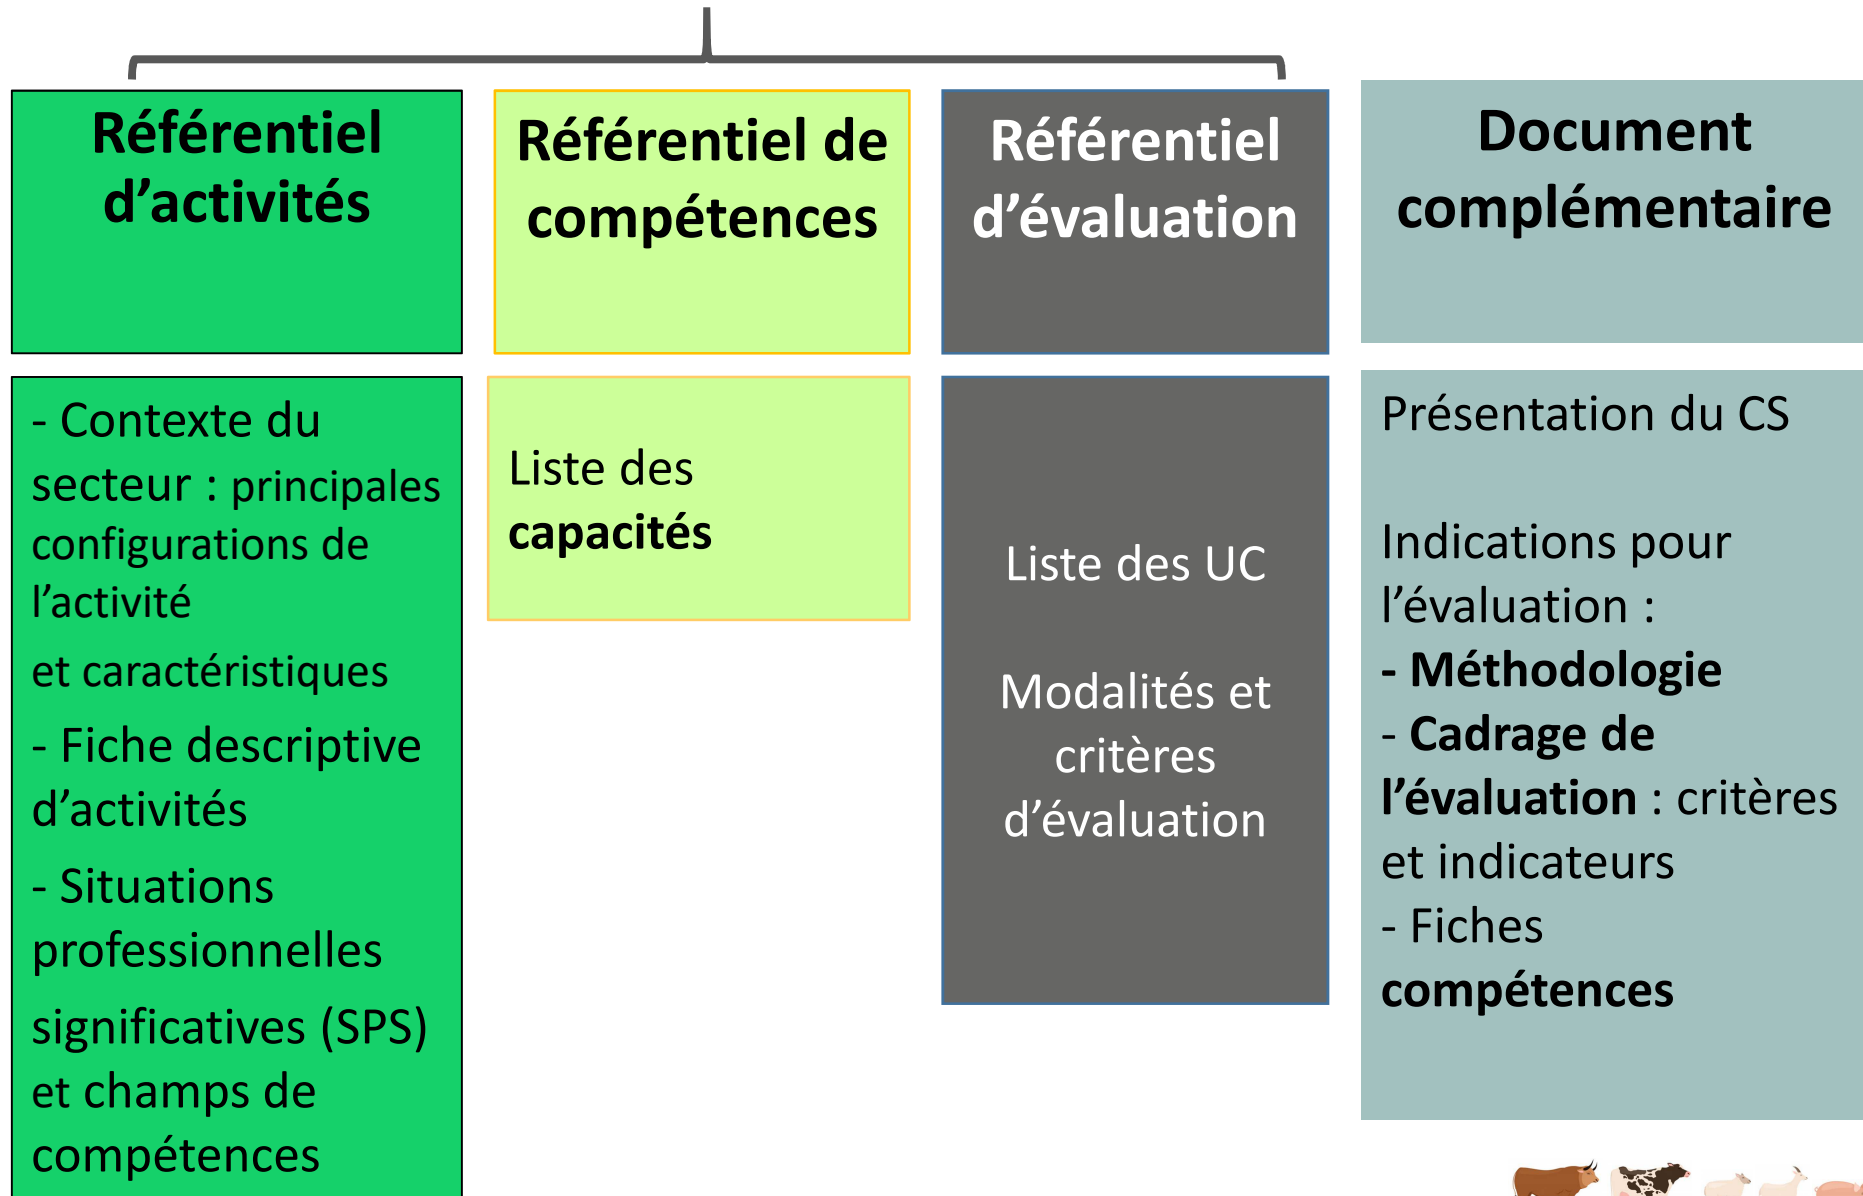 Référentiel
d’activités
Référentiel de
compétences
Référentiel
d’évaluation
Document
complémentaire
- Contexte du
secteur : principales
configurations de
l’activité
et caractéristiques
- Fiche descriptive
d’activités
- Situations
professionnelles
significatives (SPS)
et champs de
compétences
Liste des
capacités
Liste des UC
Modalités et
critères
d’évaluation
Présentation du CS
Indications pour
l’évaluation :
- Méthodologie
- Cadrage de
l’évaluation : critères
et indicateurs
- Fiches
compétences